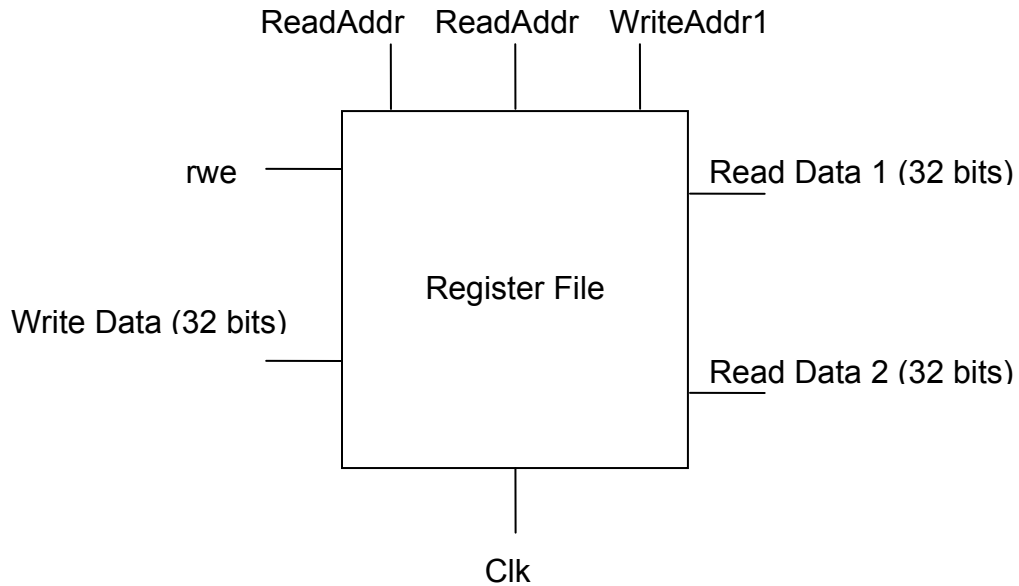 ReadAddr ReadAddr WriteAddr1
rwe
Read Data 1 (32 bits)
Register File
Write Data (32 bits)
Read Data 2 (32 bits)
Clk